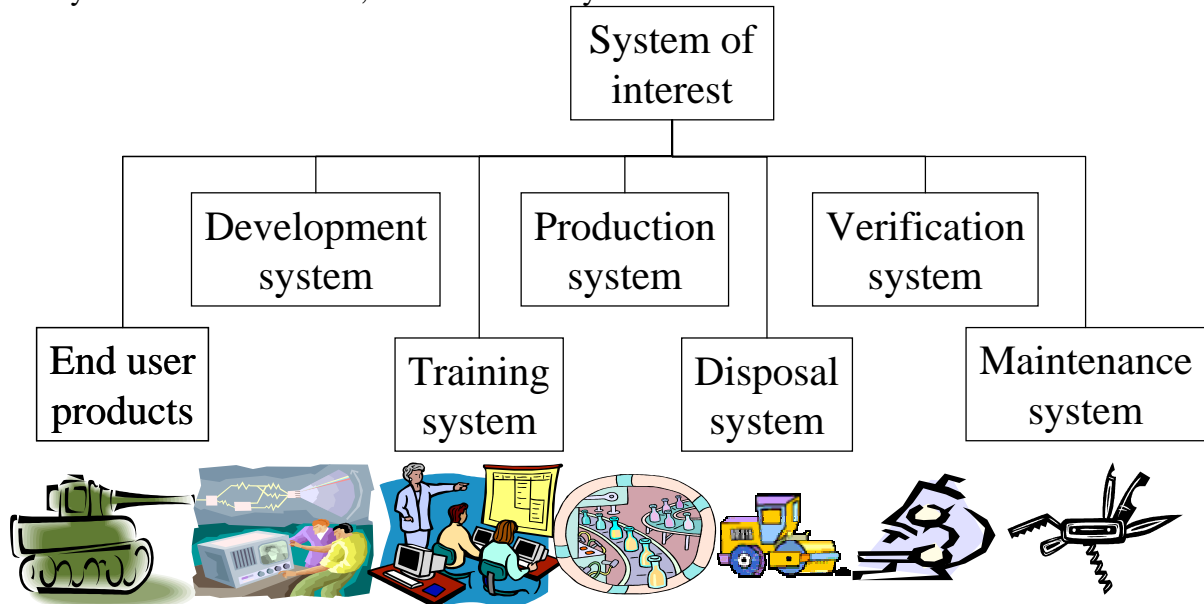 System of
interest
Development
system
Production
system
Verification
system
End user
products
Training
system
Disposal
system
Maintenance
system